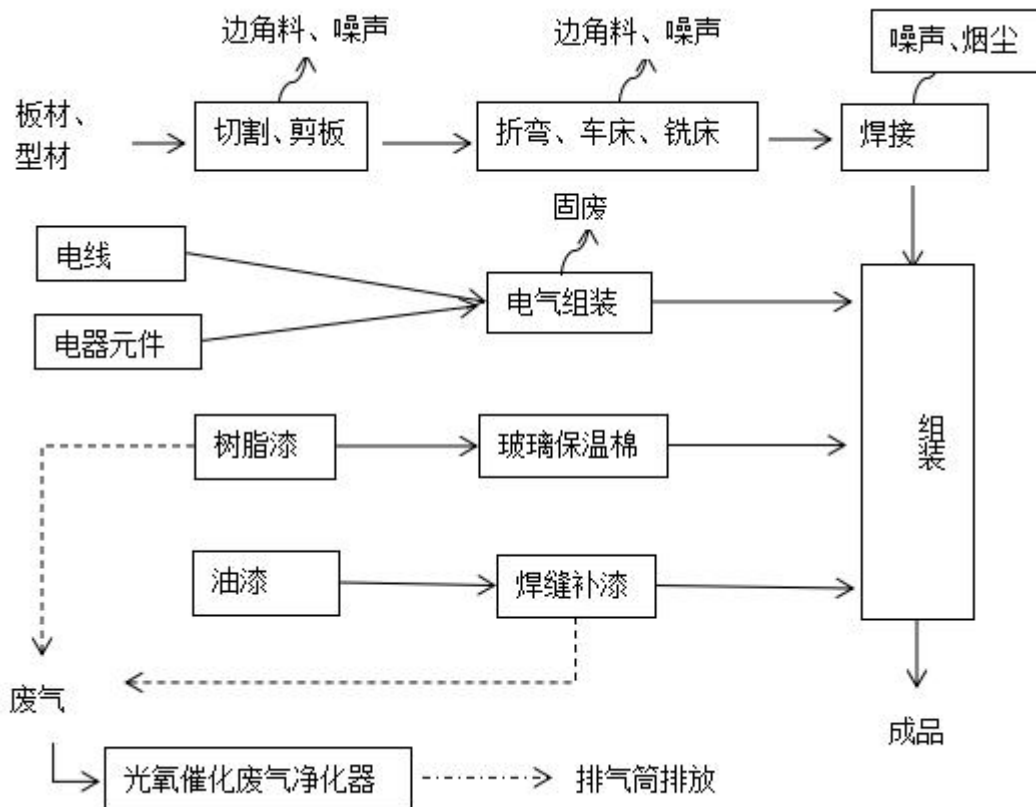 边角料、噪声
边角料、噪声
噪声、烟尘
板材、
型材
切割、剪板
折弯、车床、铣床
焊接
固废
电线
电气组装
电器元件
组
装
树脂漆
玻璃保温棉
油漆
焊缝补漆
废气
成品
光氧催化废气净化器
排气筒排放